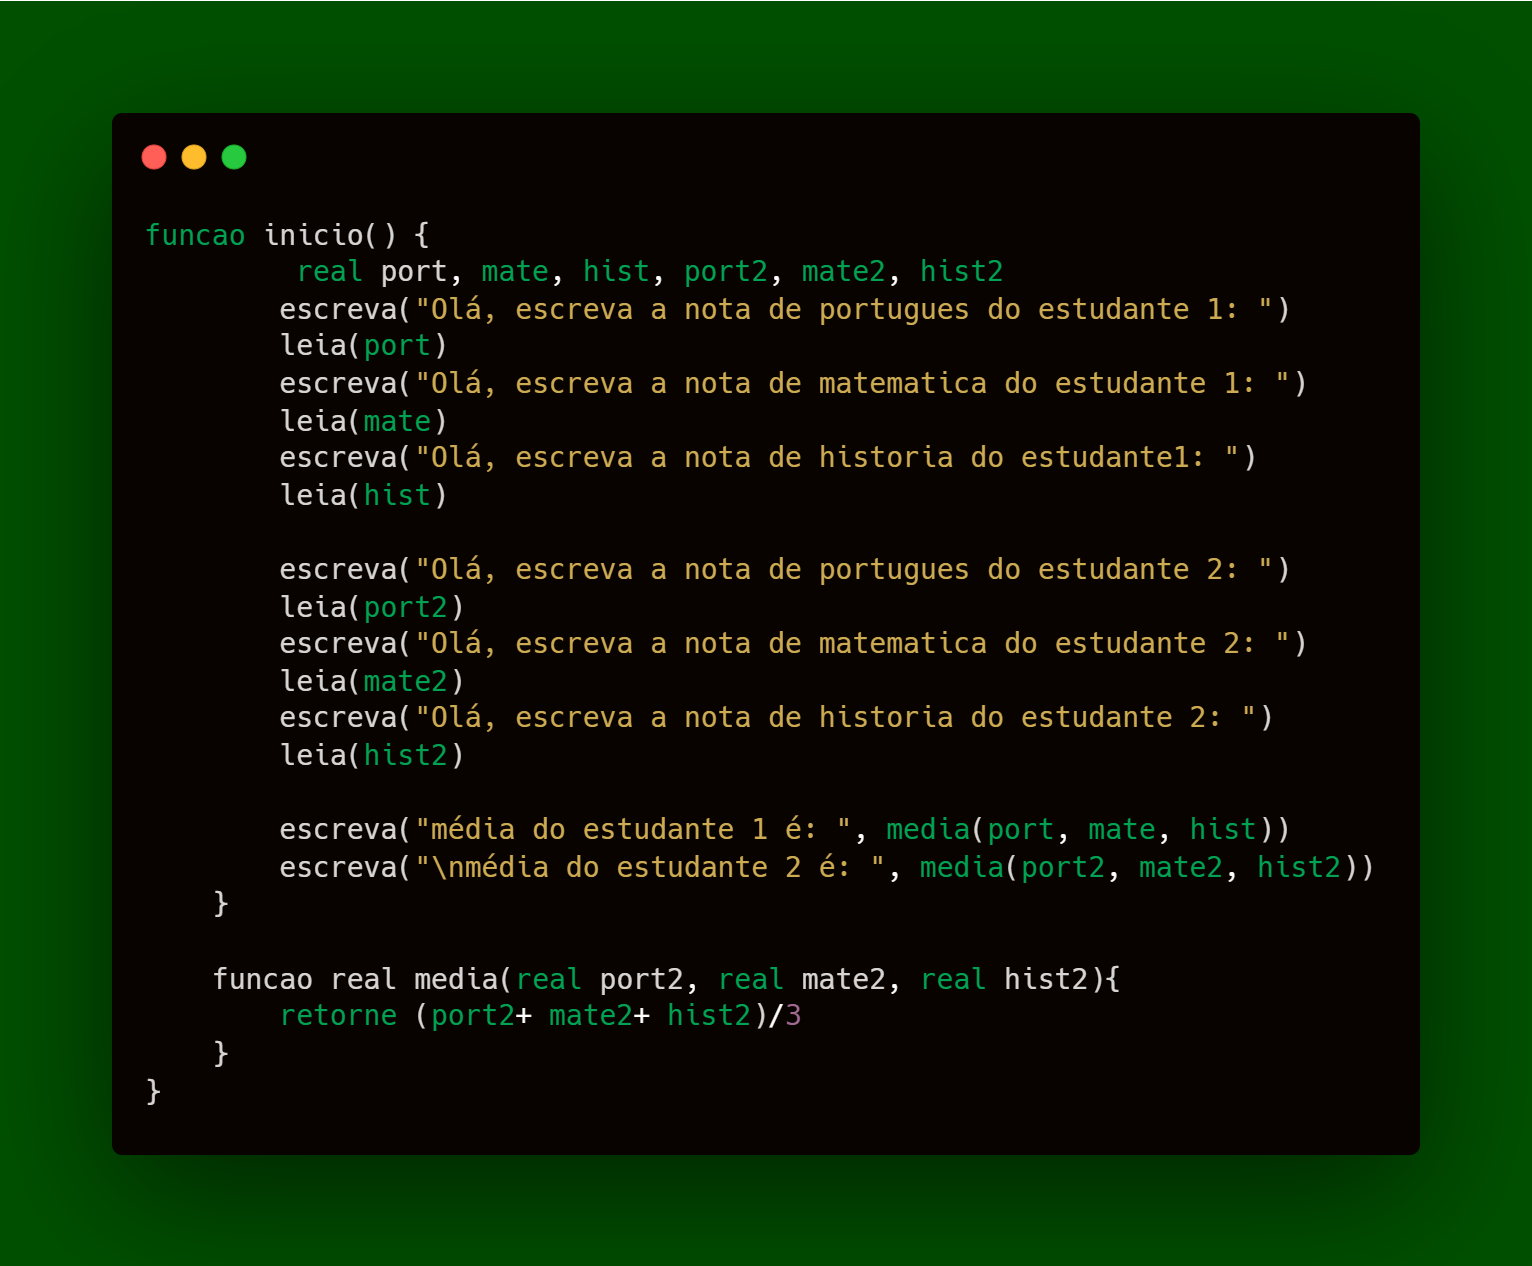 funcao inicio() {
real port, mate, hist, port2, mate2, hist2
escreva("Olá, escreva a nota de portugues do estudante 1: ")
leia(port)
escreva("Olá, escreva a nota de matematica do estudante 1: ")
leia(mate)
escreva("Olá, escreva a nota de historia do estudante1: ")
leia(hist)
escreva("Olá, escreva a nota de portugues do estudante 2: ")
leia(port2)
escreva("Olá, escreva a nota de matematica do estudante 2: ")
leia(mate2)
escreva("Olá, escreva a nota de historia do estudante 2: ")
leia(hist2)
escreva("média do estudante 1 é: ", media(port, mate, hist))
escreva("\nmédia do estudante 2 é: ", media(port2, mate2, hist2))
}
funcao real media(real port2, real mate2, real hist2){
retorne (port2+ mate2+ hist2)/3
}
}